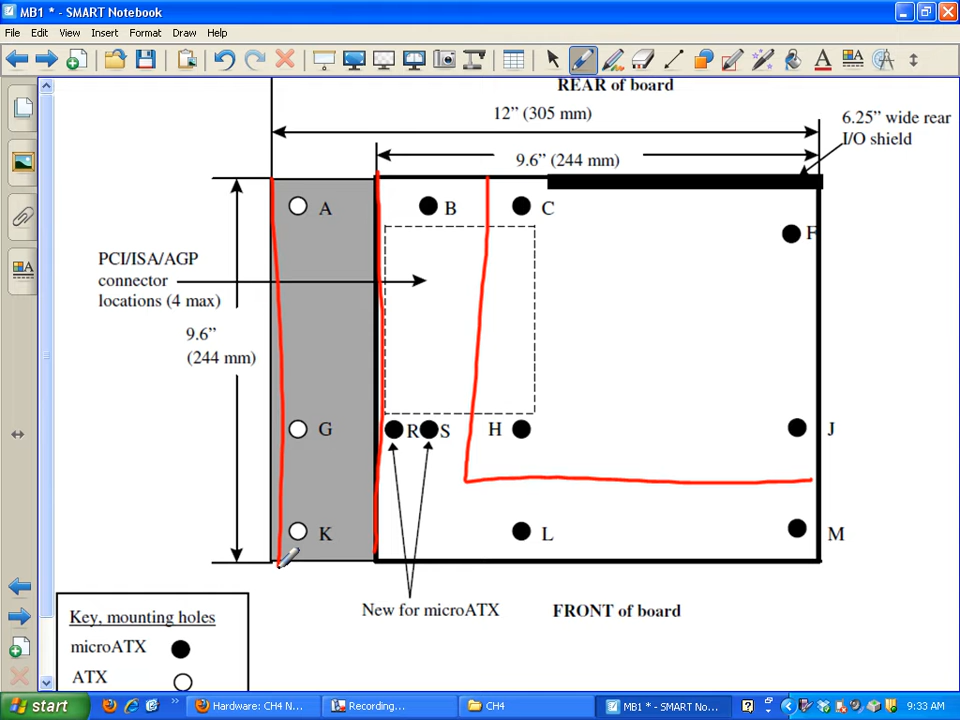 MB1 * - SMART Notebook
File Edit View Insert Format Draw Help
REAR of board
12” (305 mm)
6.25” wide rear
I/O shield
9.6” (244 mm)
A
B
C
F
PCI/ISA/AGP
connector
locations (4 max)
9.6”
(244 mm)
G
R S
H
J
K
L
M
New for microATX
FRONT of board
Key, mounting holes
microATX
ATX
start
Hardware: CH4 N...
Recording...
CH4
MB1 * - SMART No...
9:33 AM